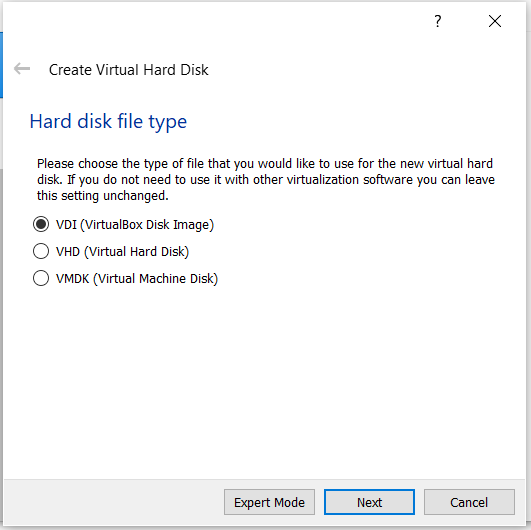 ?
Create Virtual Hard Disk
Hard disk file type
Please choose the type of file that you would like to use for the new virtual hard
disk. If you do not need to use it with other virtualization software you can leave
this setting unchanged.
VDI (VirtualBox Disk Image)
VHD (Virtual Hard Disk)
VMDK (Virtual Machine Disk)
Expert Mode Next Cancel